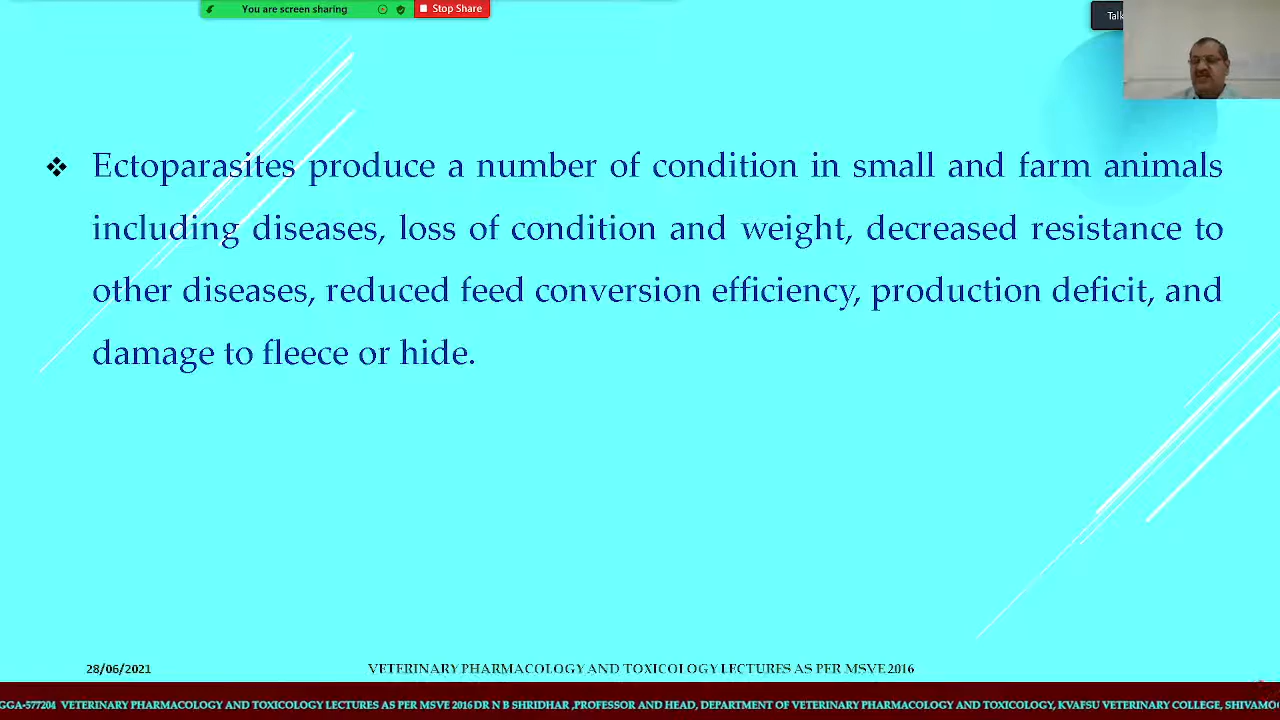 You are screen sharing
Stop Share
Talk
❖ Ectoparasites produce a number of condition in small and farm animals
including diseases, loss of condition and weight, decreased resistance to
other diseases, reduced feed conversion efficiency, production deficit, and
damage to fleece or hide.
28/06/2021
VETERINARY PHARMACOLOGY AND TOXICOLOGY LECTURES AS PER MSVE 2016
GGA-577204 VETERINARY PHARMACOLOGY AND TOXICOLOGY LECTURES AS PER MSVE 2016 DR N B SHRIDHAR ,PROFESSOR AND HEAD, DEPARTMENT OF VETERINARY PHARMACOLOGY AND TOXICOLOGY, KVAFSU VETERINARY COLLEGE, SHIVAMO